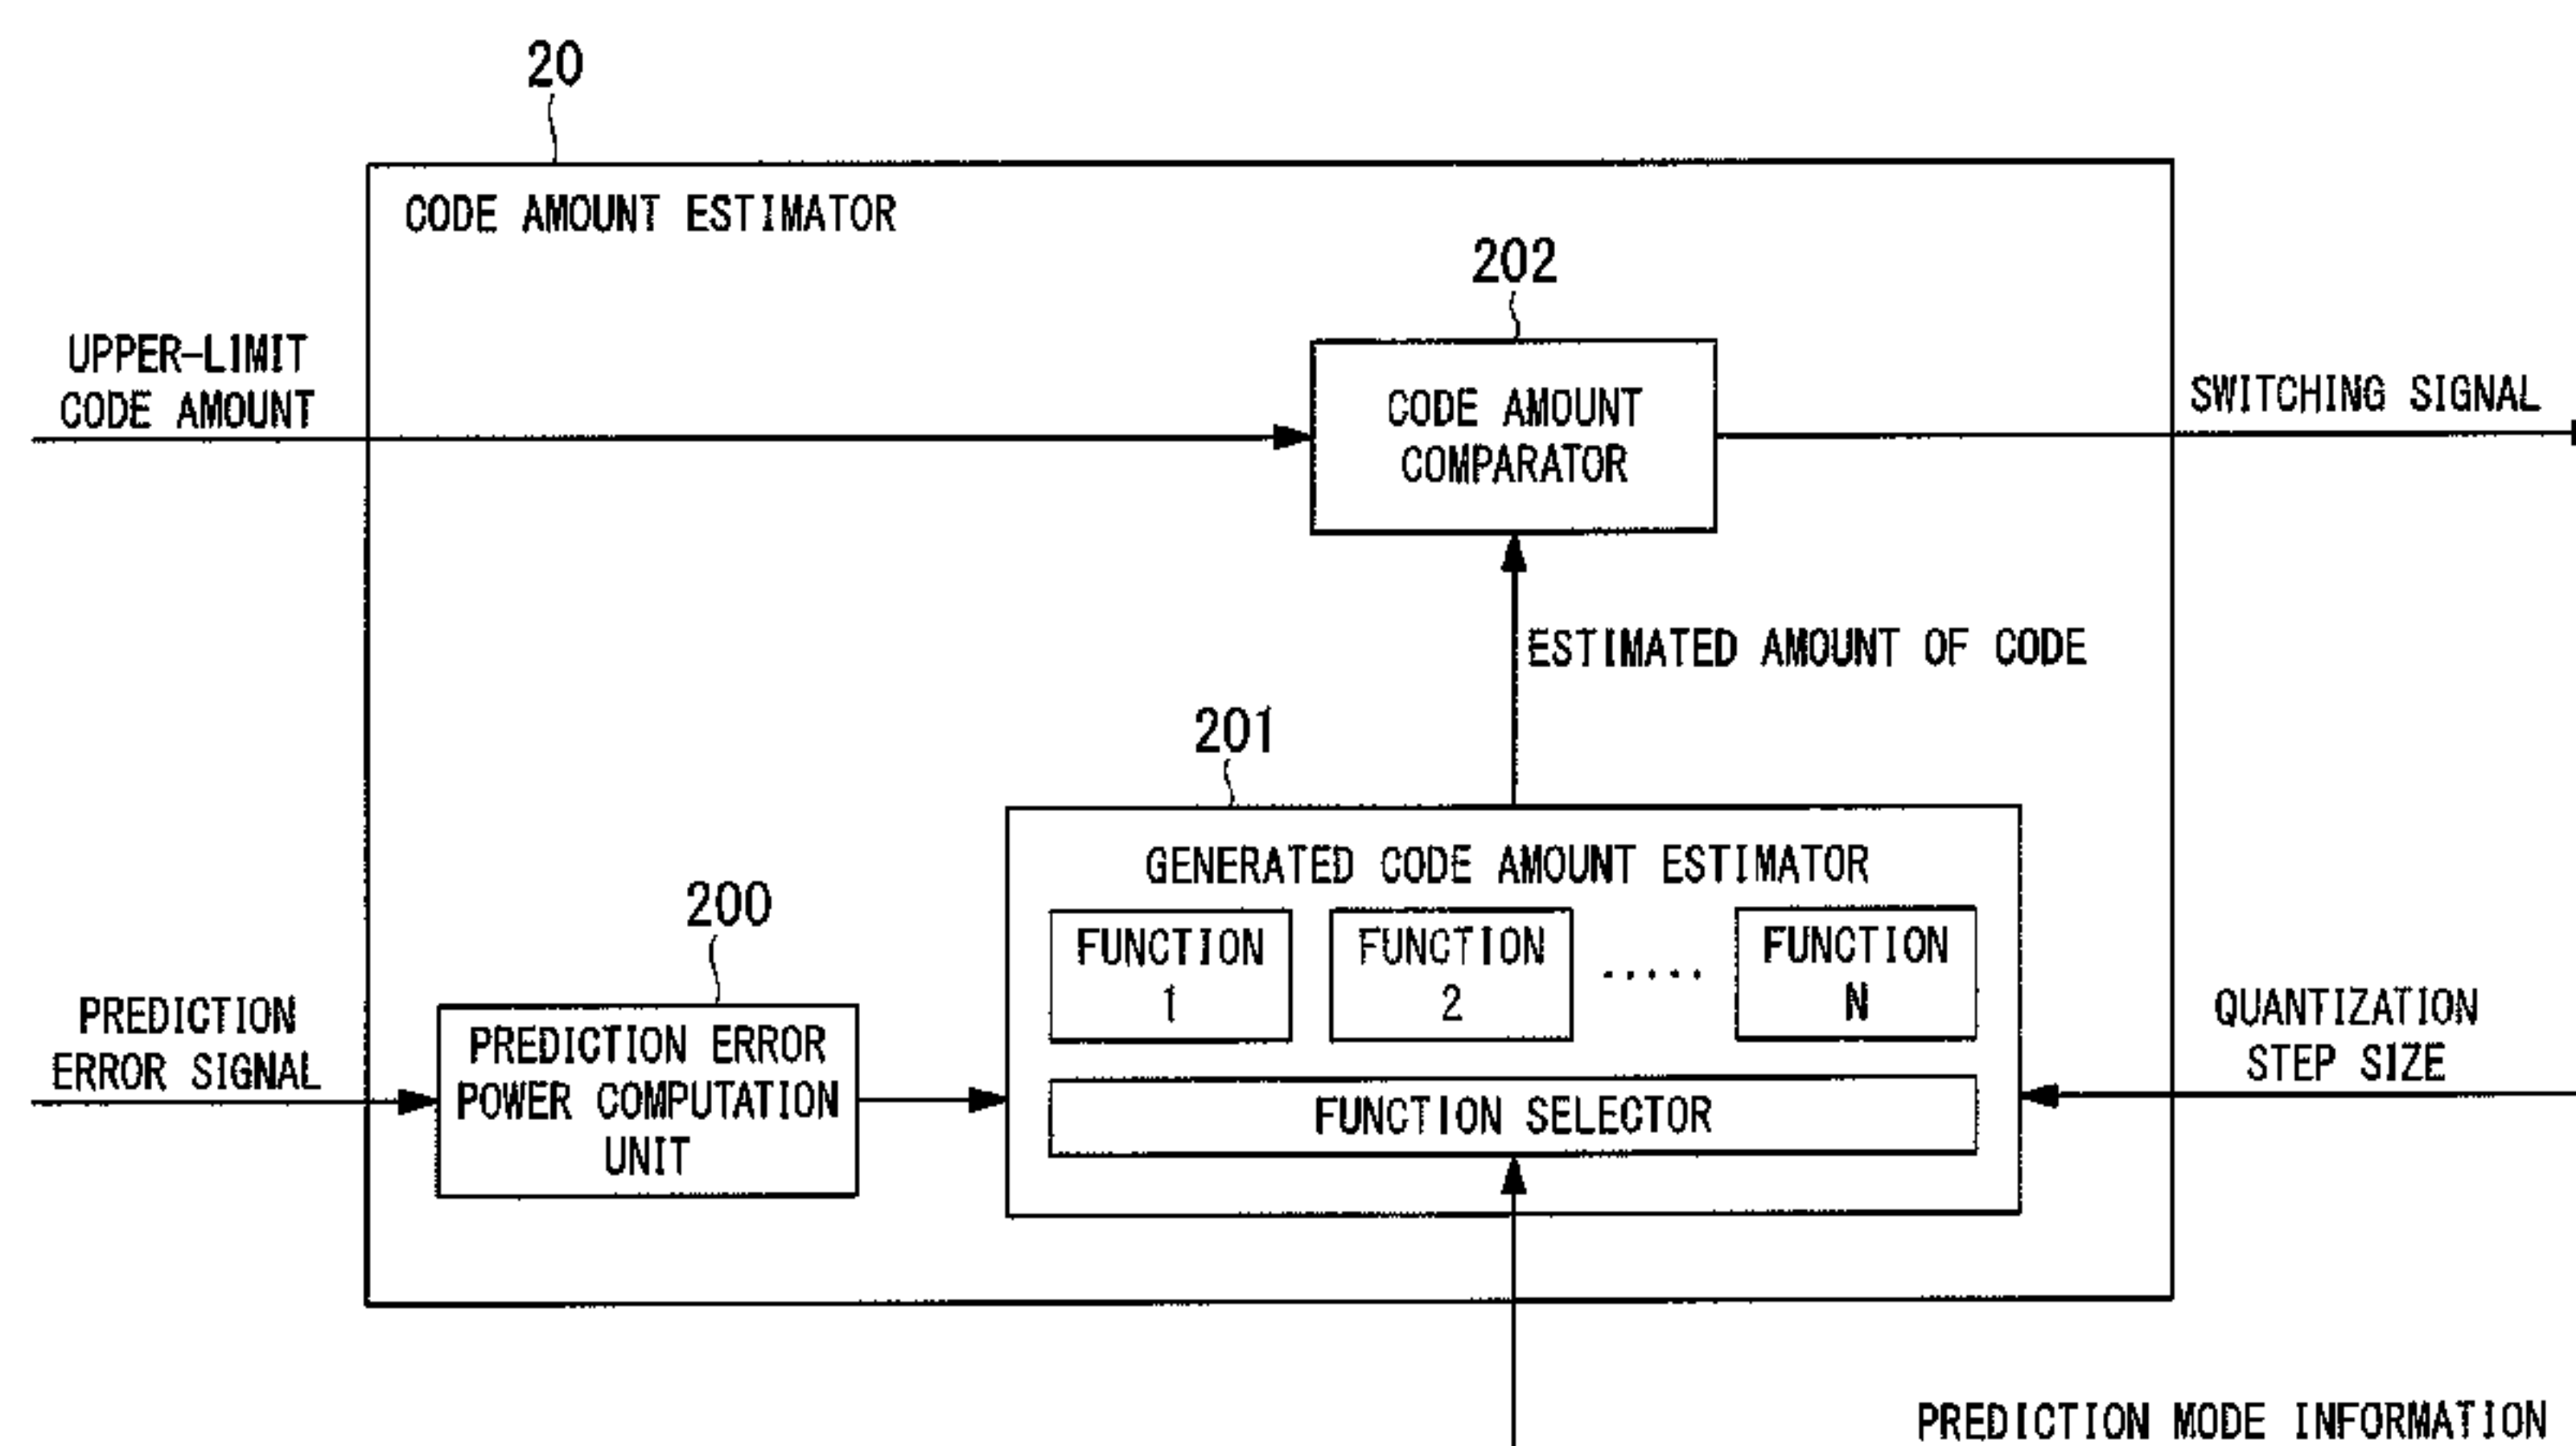 20
CODE AMOUNT ESTIMATOR
202
UPPER-LIMIT
CODE AMOUNT
CODE AMOUNT
COMPARATOR
SWITCHING SIGNAL
ESTIMATED AMOUNT OF CODE
201
GENERATED CODE AMOUNT ESTIMATOR
200
FUNCTION
1
FUNCTION
2
.....
FUNCTION
N
PREDICTION
ERROR SIGNAL
PREDICTION ERROR
POWER COMPUTATION
UNIT
FUNCTION SELECTOR
QUANTIZATION
STEP SIZE
PREDICTION MODE INFORMATION